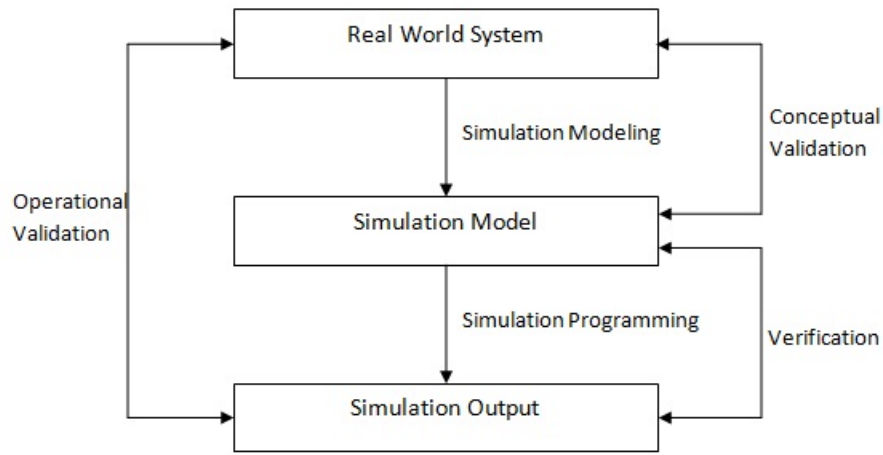 Real World System
Simulation Modeling
Conceptual
Validation
Operational
Validation
Simulation Model
Simulation Programming
Verification
Simulation Output